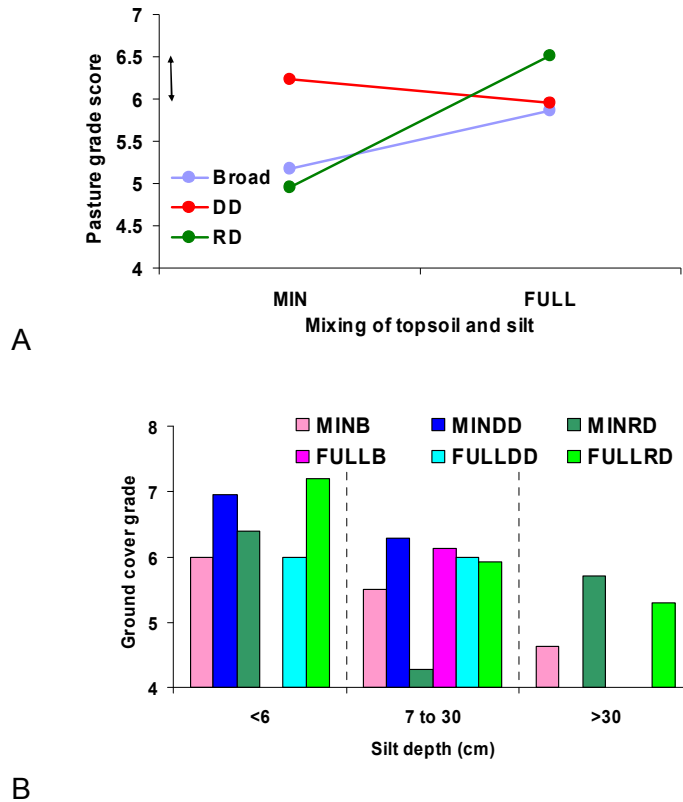 7
6.5
6
5.5
5
4.5
4
Pasture grade score
Broad
DD
RD
MIN FULL
Mixing of topsoil and silt
A
MINB MINDD MINRD
FULLB FULLDD FULLRD
8
7
6
5
4
Ground cover grade
<6 7 to 30 >30
Silt depth (cm)
B